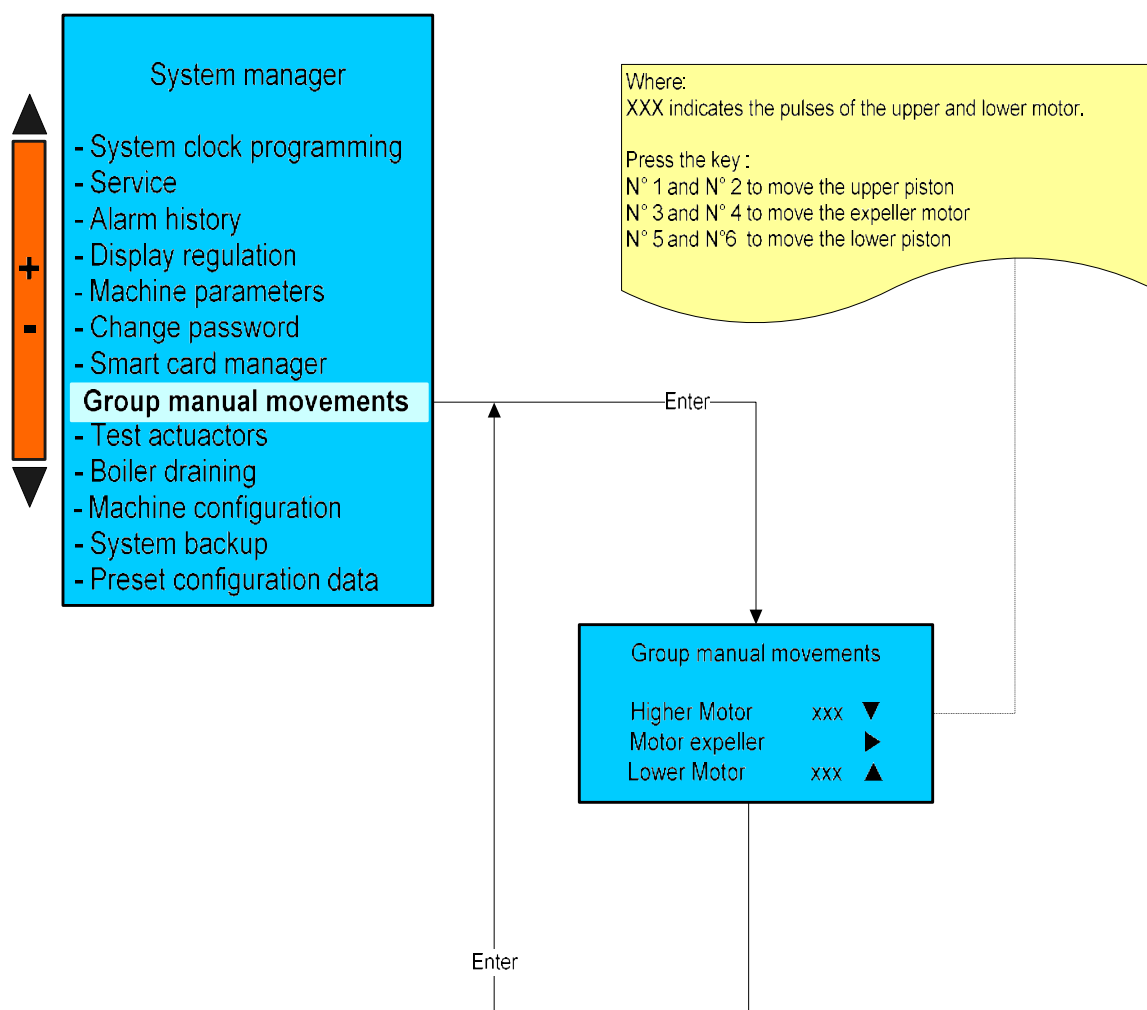 System manager
- System clock programming
- Service
- Alarm history
- Display regulation
- Machine parameters
- Change password
- Smart card manager
Group manual movements
- Test actuactors
- Boiler draining
- Machine configuration
- System backup
- Preset configuration data
+
-
Where:
XXX indicates the pulses of the upper and lower motor.
Press the key :
N° 1 and N° 2 to move the upper piston
N° 3 and N° 4 to move the expeller motor
N° 5 and N°6 to move the lower piston
Enter
Group manual movements
Higher Motor xxx ▼
Motor expeller ►
Lower Motor xxx ▲
Enter